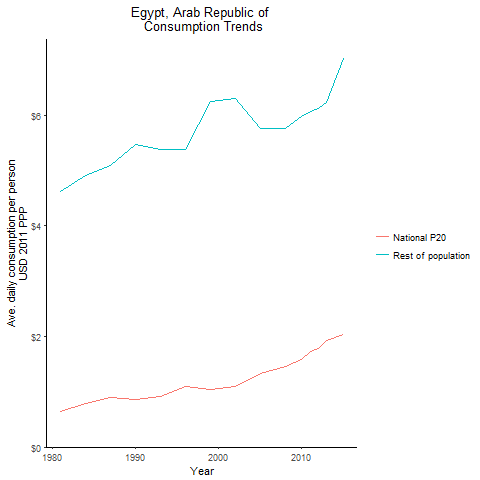 Egypt, Arab Republic of
Consumption Trends
Ave. daily consumption per person
USD 2011 PPP
$6
$4
$2
$0
1980
1990
2000
2010
Year
National P20
Rest of population